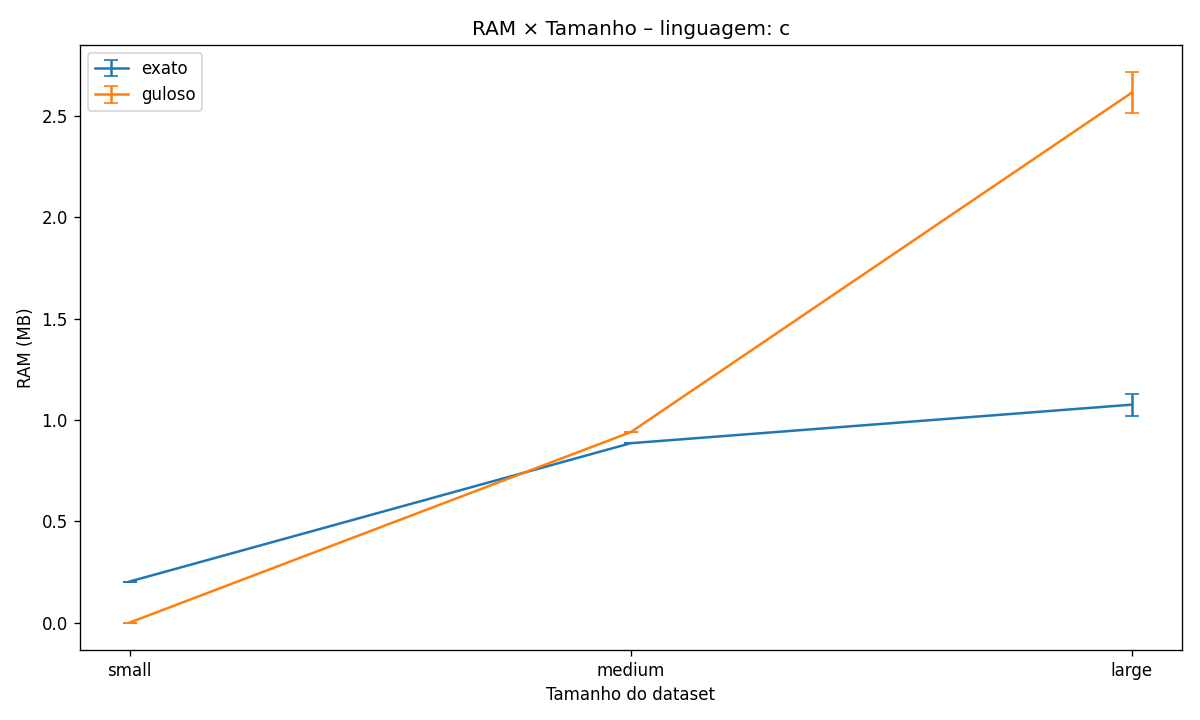 RAM × Tamanho – linguagem: c
exato
guloso
RAM (MB)
2.5
2.0
1.5
1.0
0.5
0.0
small medium large
Tamanho do dataset